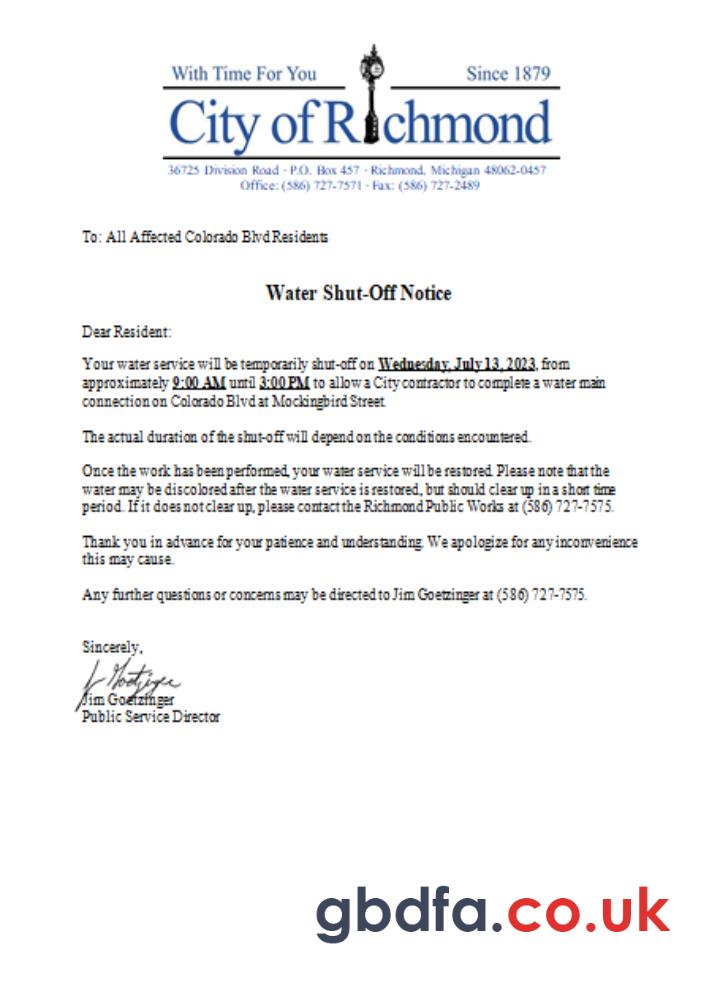 With Time For You Since 1879
City of Richmond
36725 Division Road · P.O. Box 457 · Richmond, Michigan 48062-0457
Office: (586) 727-7571 · Fax: (586) 727-2489
To: All Affected Colorado Blvd Residents
Water Shut-Off Notice
Dear Resident:
Your water service will be temporarily shut-off on Wednesday, July 13, 2023, from
approximately 9:00 AM until 3:00 PM to allow a City contractor to complete a water main
connection on Colorado Blvd at Mockingbird Street.
The actual duration of the shut-off will depend on the conditions encountered.
Once the work has been performed, your water service will be restored. Please note that the
water may be discolored after the water service is restored, but should clear up in a short time
period. If it does not clear up, please contact the Richmond Public Works at (586) 727-7575.
Thank you in advance for your patience and understanding. We apologize for any inconvenience
this may cause.
Any further questions or concerns may be directed to Jim Goetzinger at (586) 727-7575.
Sincerely,
J Goetzinger
Jim Goetzinger
Public Service Director
gbdfa.co.uk